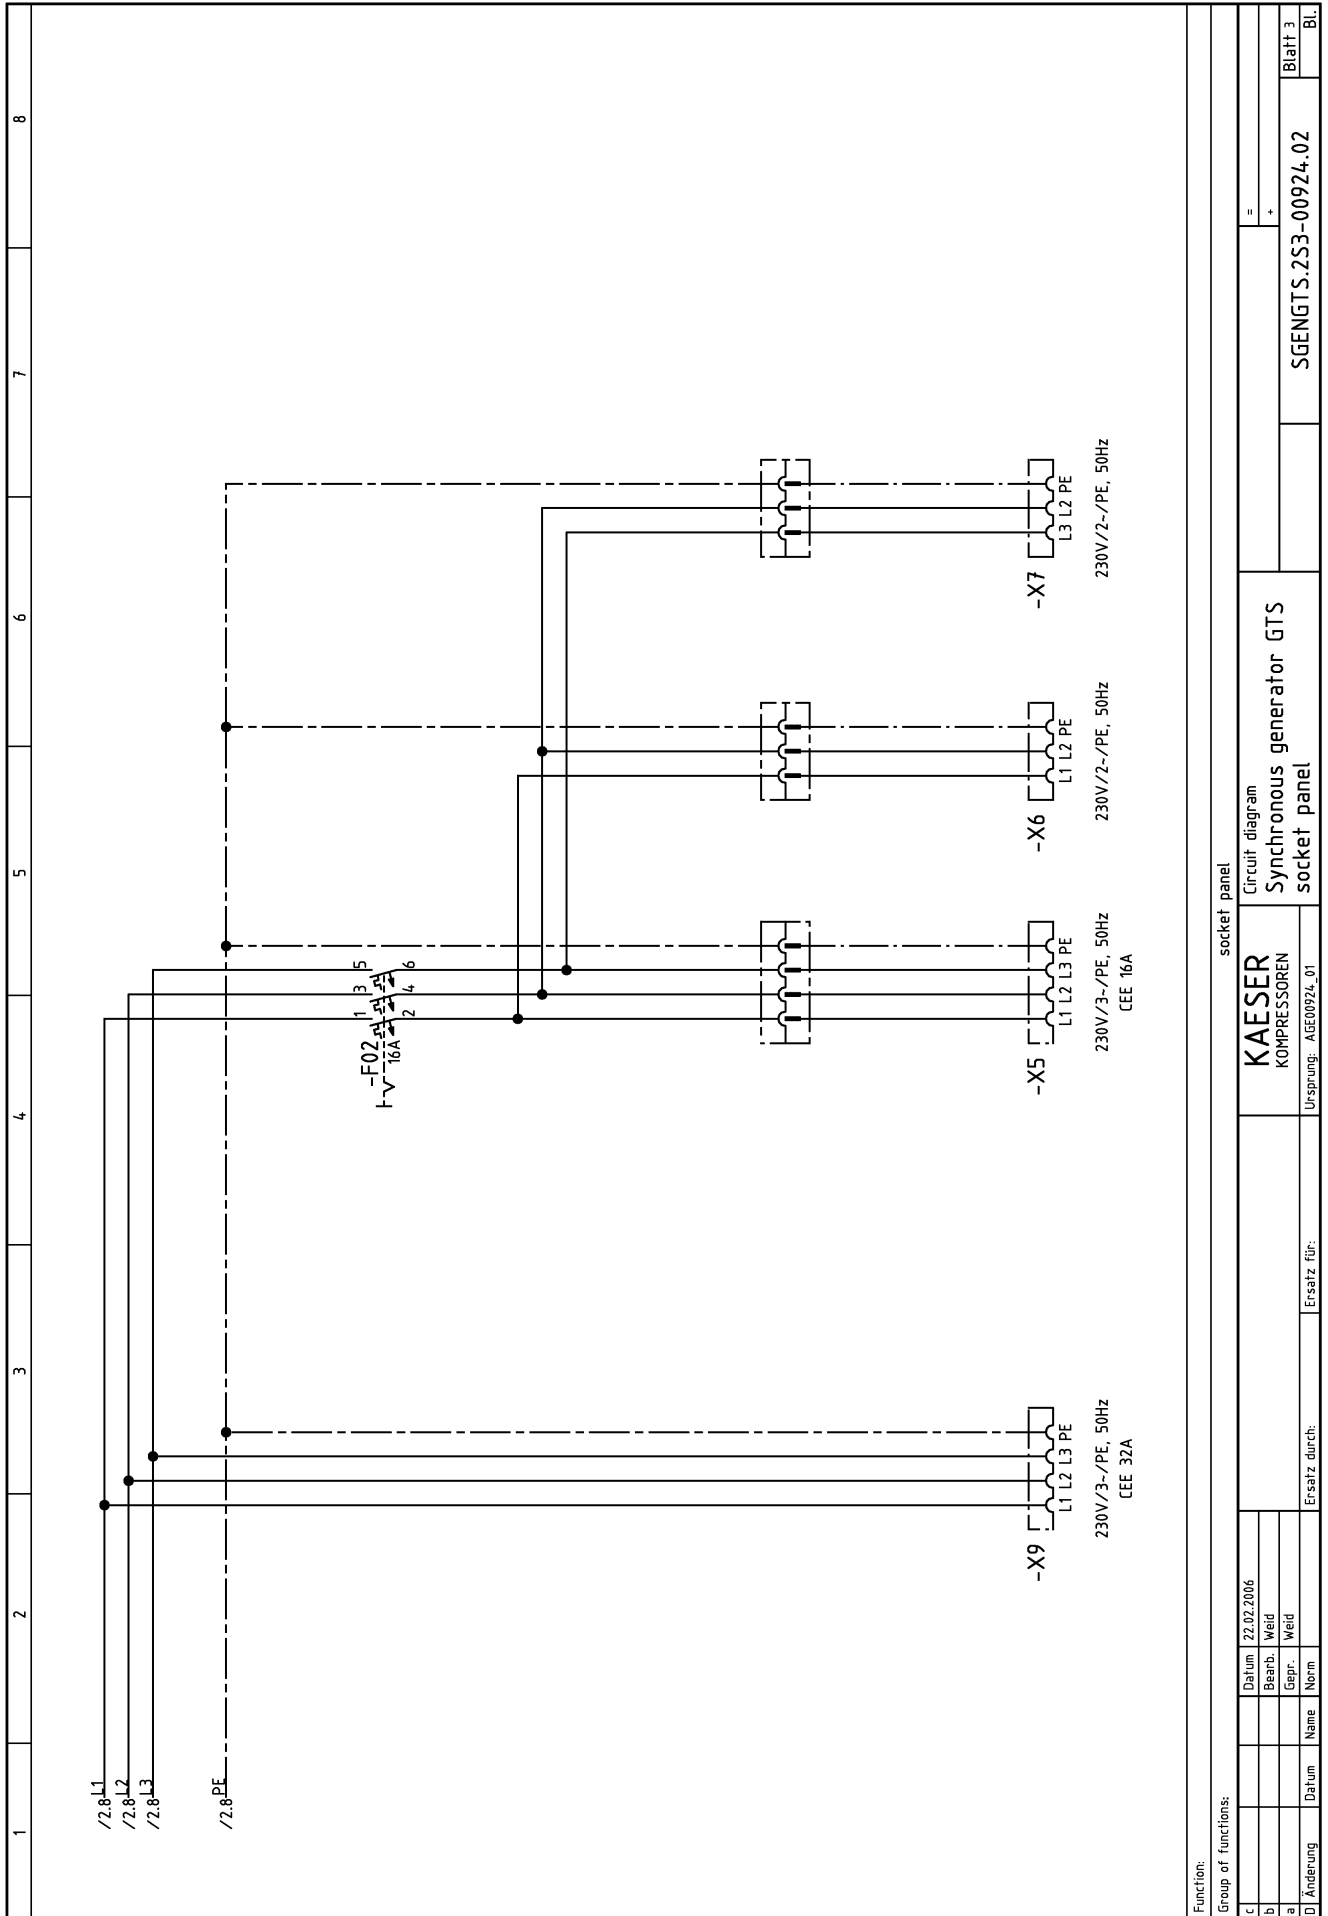 1 2 3 4 5 6 7 8
/2.8 L1
/2.8 L2
/2.8 L3
/2.8 PE
-F02
16A
1 3 5
2 4 6
-X9
L1 L2 L3 PE
230V/3~/PE, 50Hz
CEE 32A
-X5
L1 L2 L3 PE
230V/3~/PE, 50Hz
CEE 16A
-X6
L1 L2 PE
230V/2~/PE, 50Hz
-X7
L3 L2 PE
230V/2~/PE, 50Hz
Function:
Group of functions:
socket panel
c
b
a
D Änderung Datum Name Norm
Datum 22.02.2006
Bearb. Weid
Gepr. Weid
Ersatz durch:
Ersatz für:
KAESER
KOMPRESSOREN
Ursprung: AGE00924_01
Circuit diagram
Synchronous generator GTS
socket panel
=
+
SGENGTS.2S3-00924.02
Blatt 3
Bl.